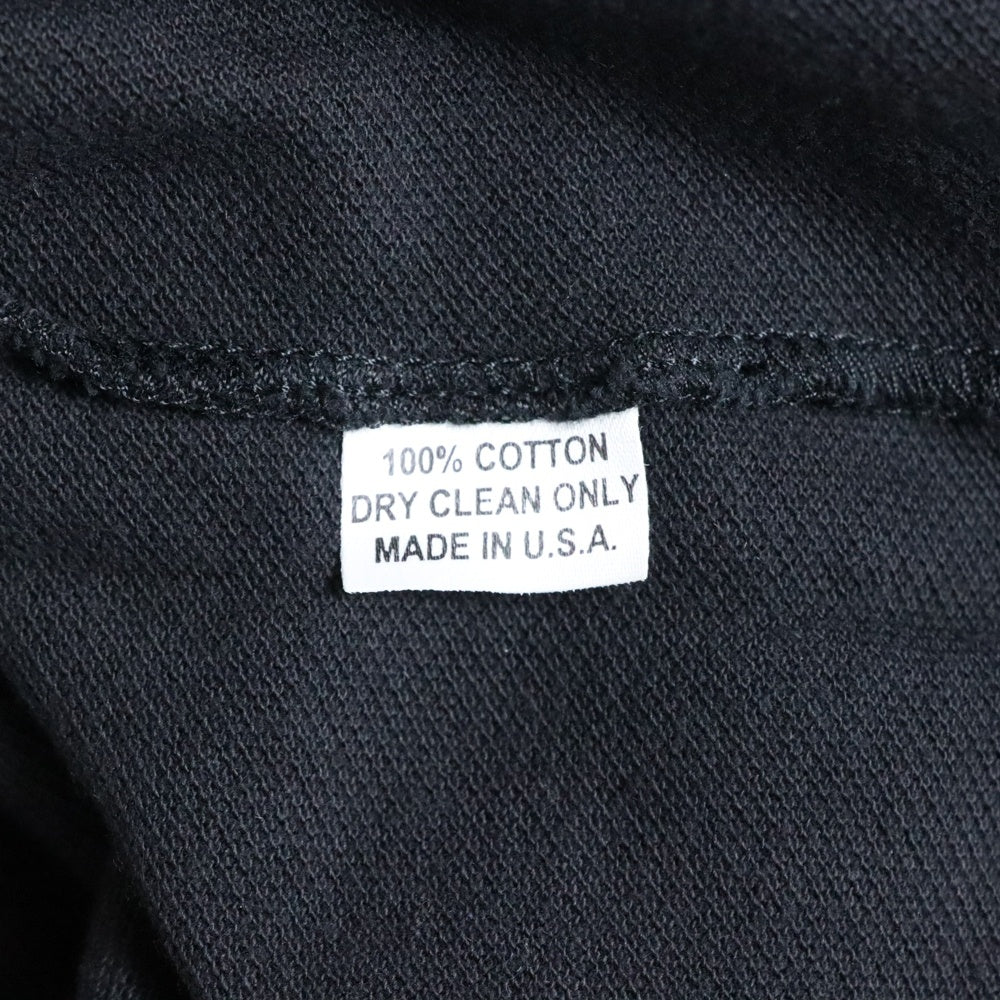 100% COTTON
DRY CLEAN ONLY
MADE IN U.S.A.